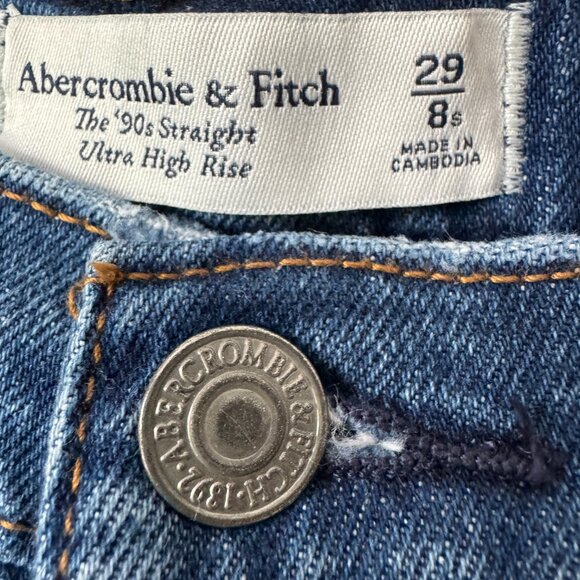 Abercrombie & Fitch
The '90s Straight
Ultra High Rise
29
8s
MADE IN
CAMBODIA
ABERCROMBIE & FITCH · 1892 ·